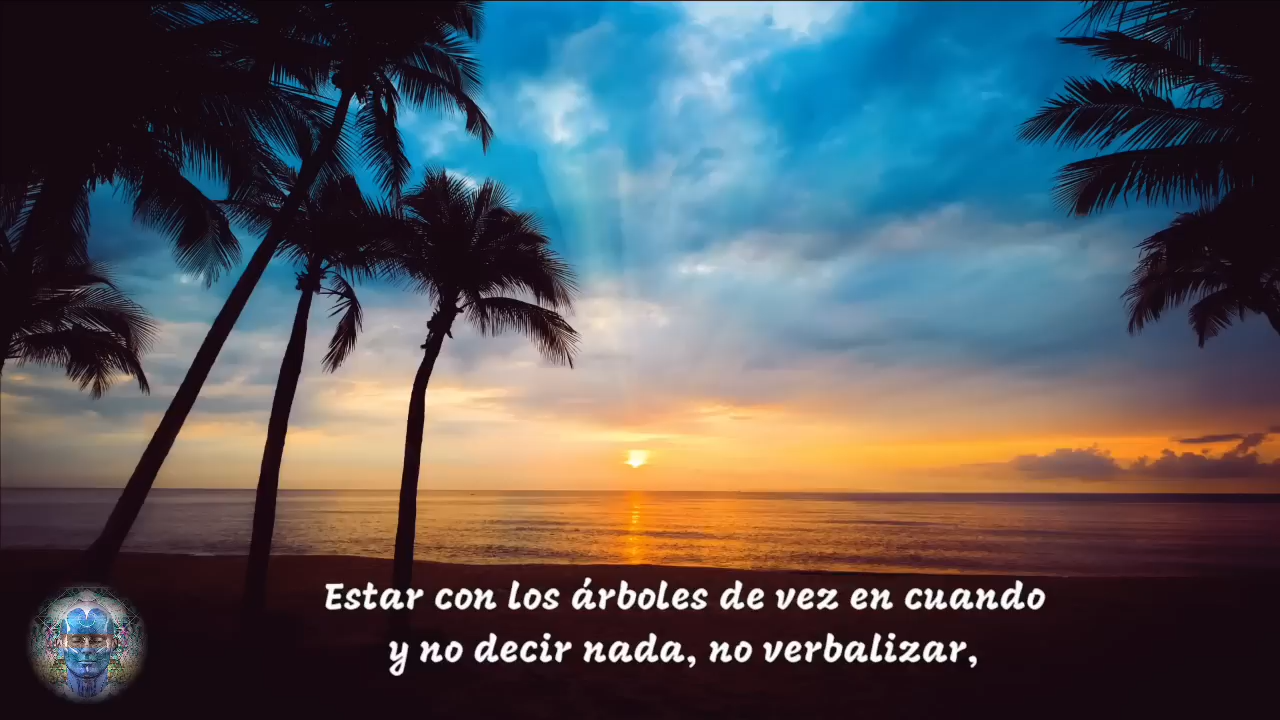 Estar con los árboles de vez en cuando
y no decir nada, no verbalizar,